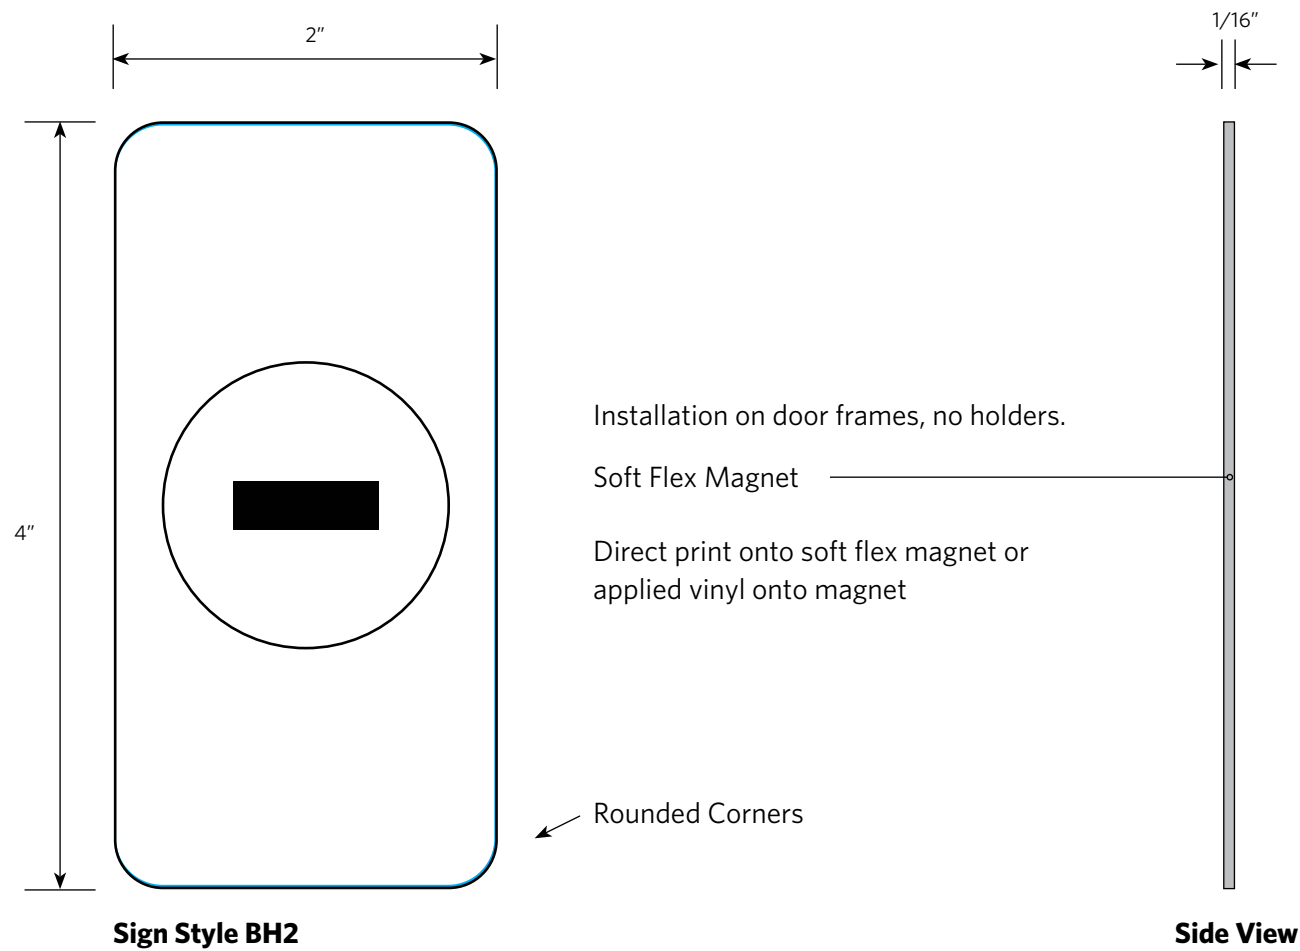 2″
1/16″
4″
Installation on door frames, no holders.
Soft Flex Magnet
Direct print onto soft flex magnet or
applied vinyl onto magnet
Rounded Corners
Sign Style BH2
Side View